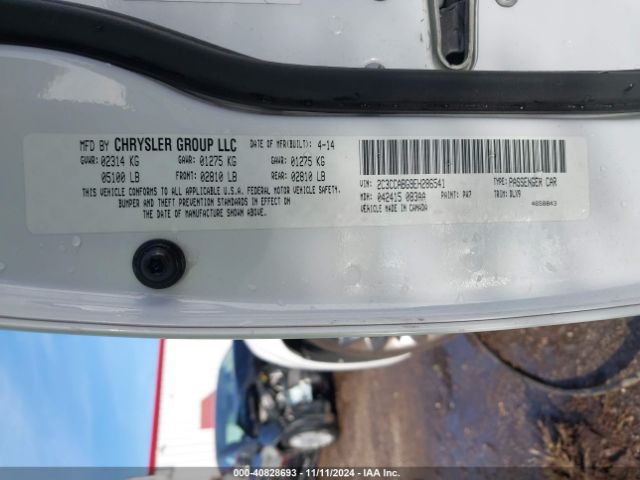 MFD BY CHRYSLER GROUP LLC DATE OF MFR(BUILT): 4-14
GVWR: 02314 KG GAWR: 01275 KG GAWR: 01275 KG
05100 LB FRONT: 02810 LB REAR: 02810 LB
THIS VEHICLE CONFORMS TO ALL APPLICABLE U.S.A. FEDERAL MOTOR VEHICLE SAFETY,
BUMPER AND THEFT PREVENTION STANDARDS IN EFFECT ON
THE DATE OF MANUFACTURE SHOWN ABOVE.
VIN: 2C3CCABG9EH286541 TYPE: PASSENGER CAR
MDH: 042415 083AA PAINT: PW7 TRIM: DLX9
VEHICLE MADE IN CANADA 4658043
00-40828693 - 11/11/2024 - IAA Inc.